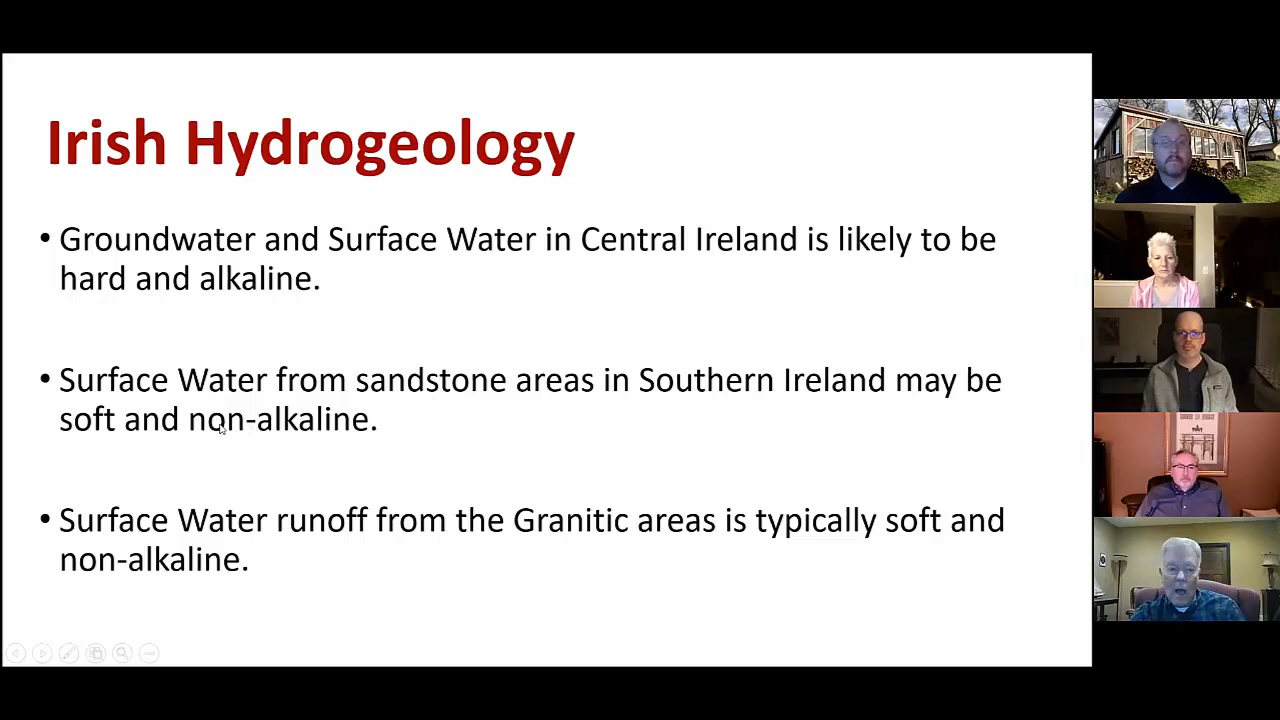 Irish Hydrogeology
• Groundwater and Surface Water in Central Ireland is likely to be
hard and alkaline.
• Surface Water from sandstone areas in Southern Ireland may be
soft and non-alkaline.
• Surface Water runoff from the Granitic areas is typically soft and
non-alkaline.